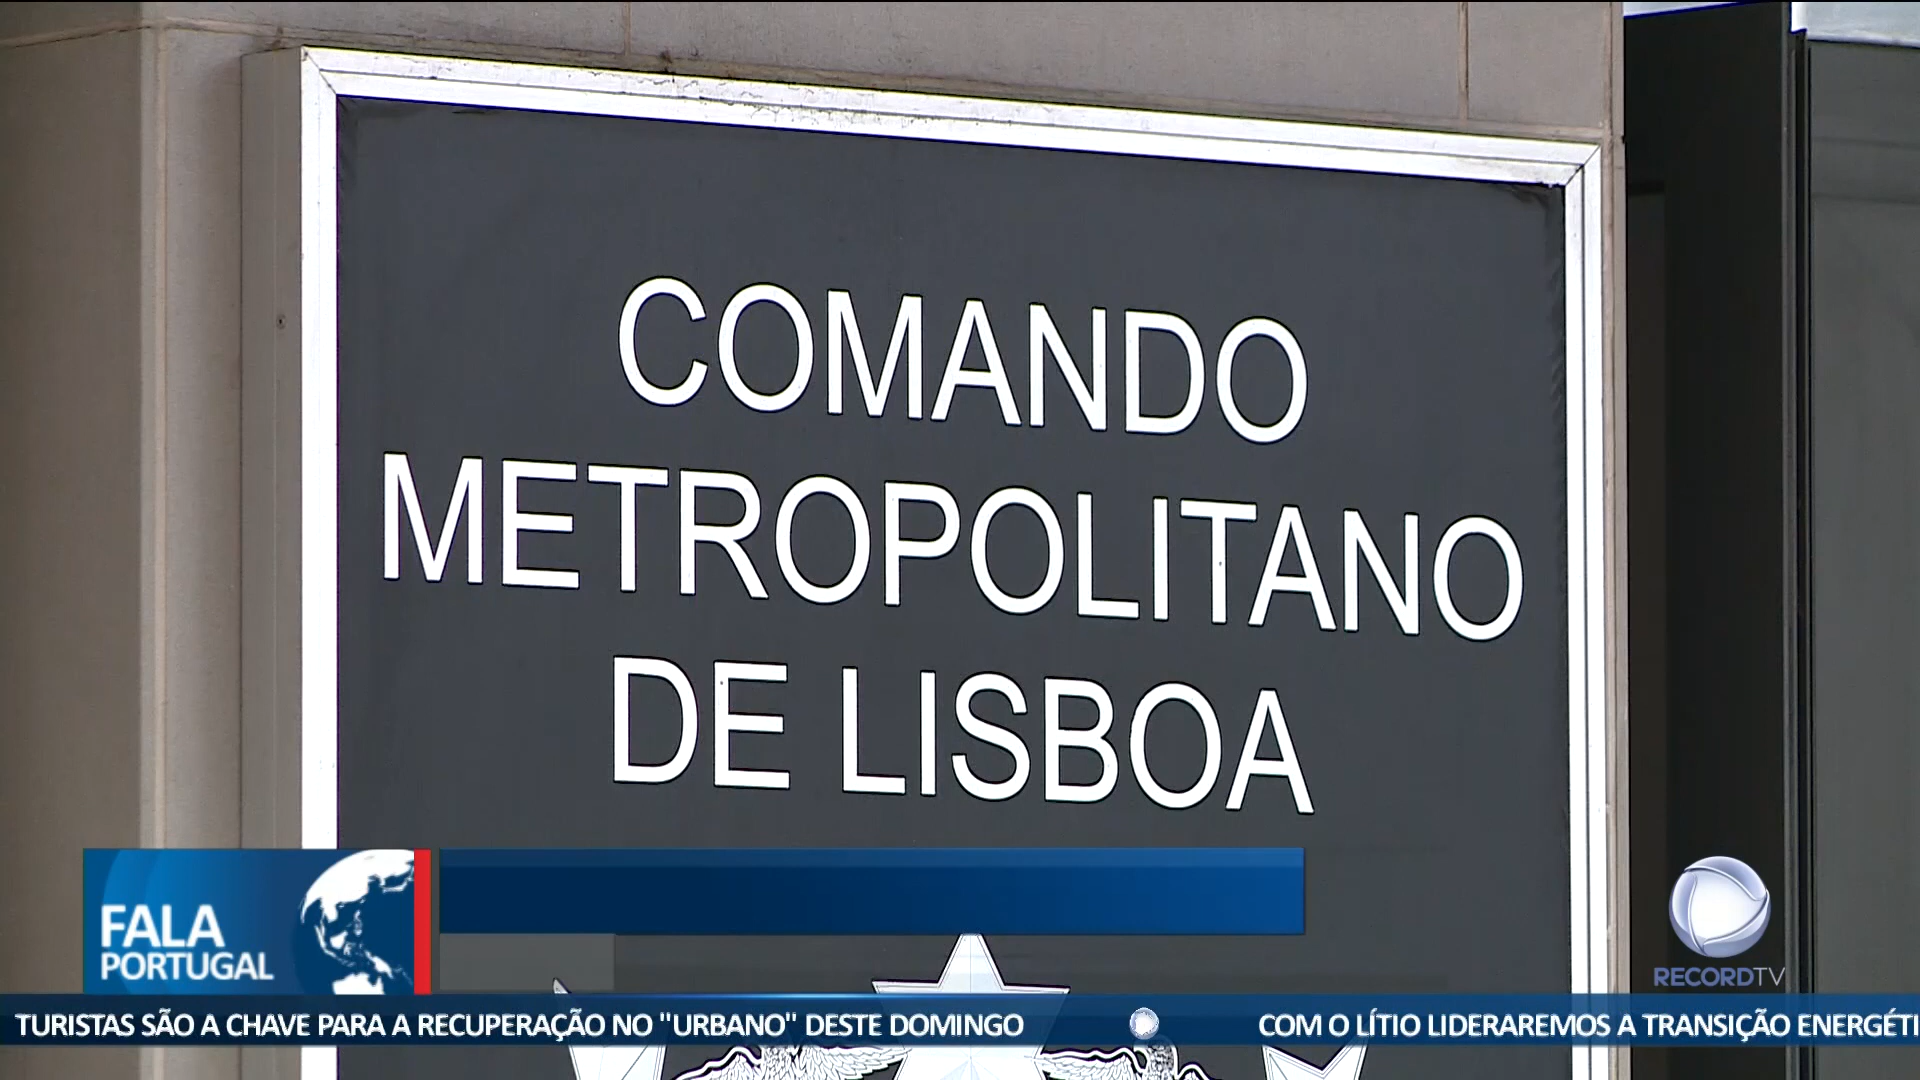 COMANDO
METROPOLITANO
DE LISBOA
FALA
PORTUGAL
RECORDTV
TURISTAS SÃO A CHAVE PARA A RECUPERAÇÃO NO "URBANO" DESTE DOMINGO
COM O LÍTIO LIDERAREMOS A TRANSIÇÃO ENERGÉTI